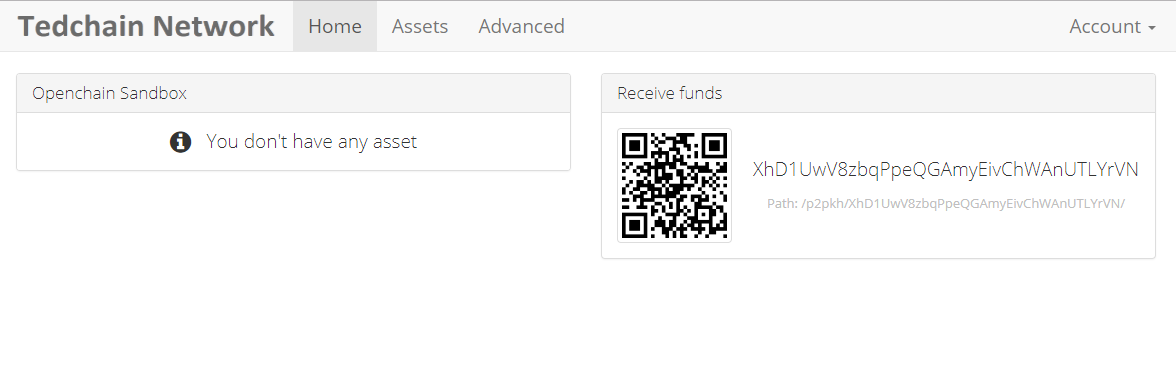 Tedchain Network Home Assets Advanced Account
Openchain Sandbox
You don't have any asset
Receive funds
XhD1UwV8zbqPpeQGAmyEivChWAnUTLYrVN
Path: /p2pkh/XhD1UwV8zbqPpeQGAmyEivChWAnUTLYrVN/